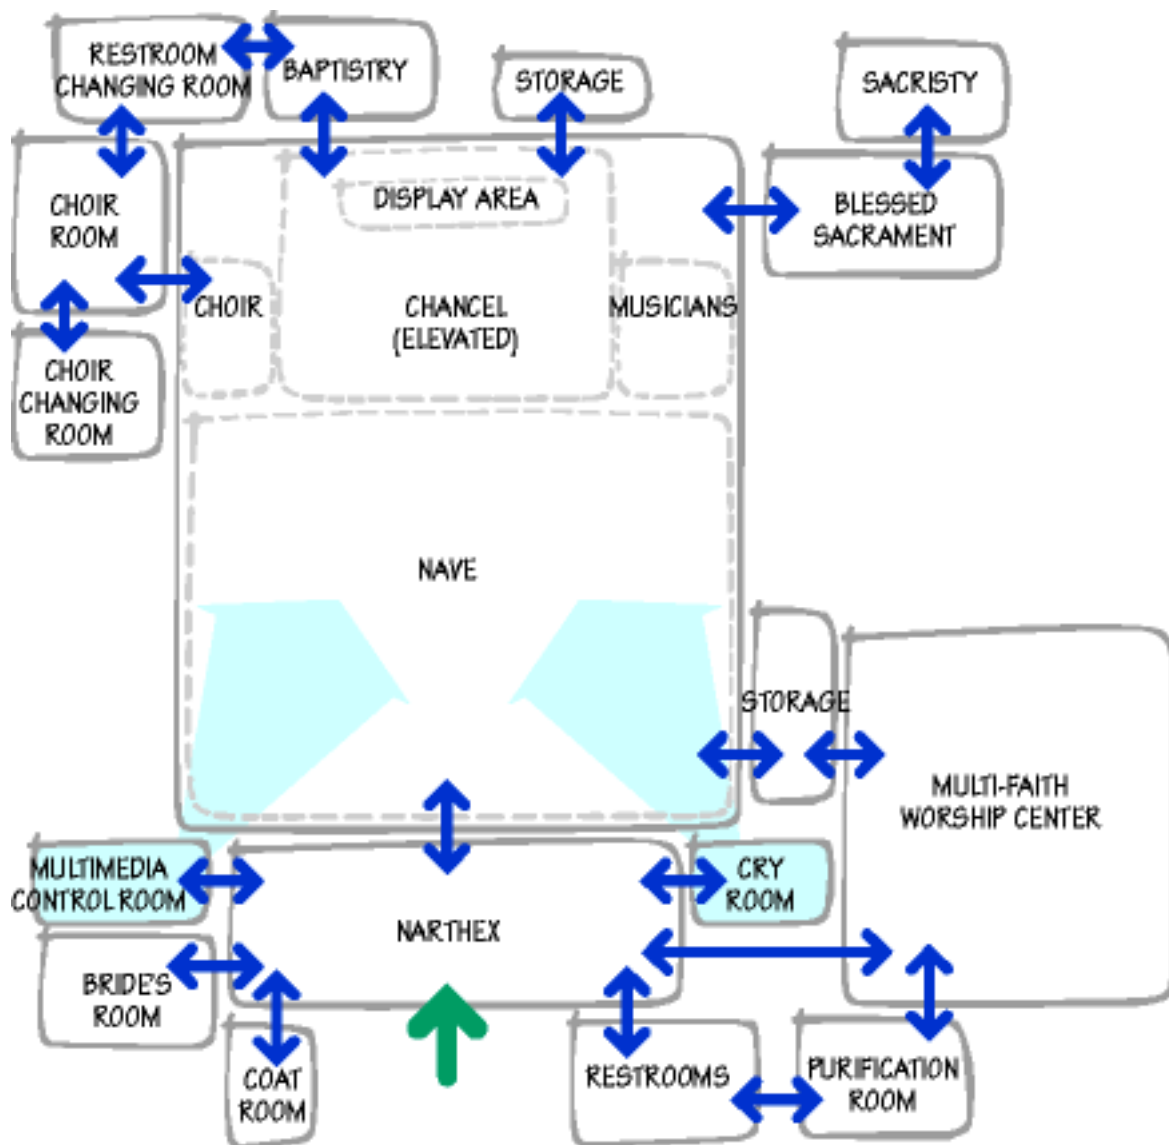 RESTROOM
CHANGING ROOM
BAPTISTRY
STORAGE
SACRISTY
CHOIR
ROOM
DISPLAY AREA
BLESSED
SACRAMENT
CHOIR
CHANCEL
(ELEVATED)
MUSICIANS
CHOIR
CHANGING
ROOM
NAVE
STORAGE
MULTI-FAITH
WORSHIP CENTER
MULTIMEDIA
CONTROL ROOM
CRY
ROOM
NARTHEX
BRIDE'S
ROOM
COAT
ROOM
RESTROOMS
PURIFICATION
ROOM